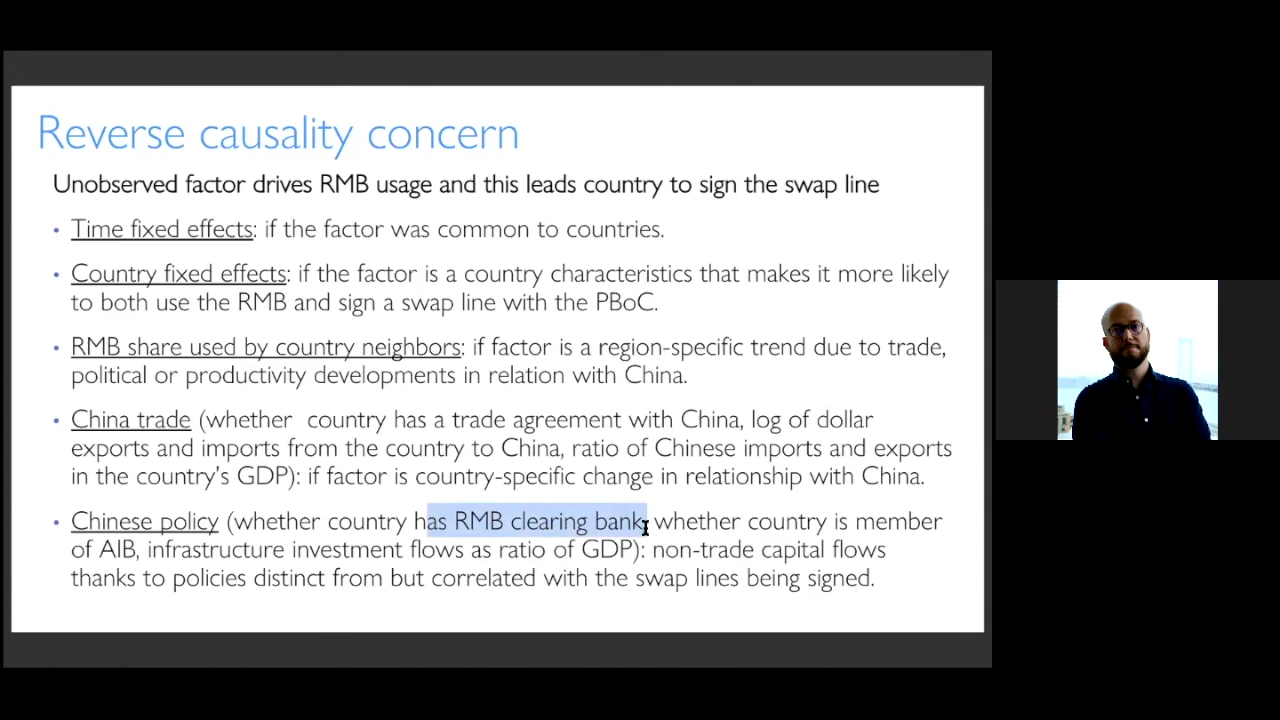 Reverse causality concern
Unobserved factor drives RMB usage and this leads country to sign the swap line
• Time fixed effects: if the factor was common to countries.
• Country fixed effects: if the factor is a country characteristics that makes it more likely
to both use the RMB and sign a swap line with the PBoC.
• RMB share used by country neighbors: if factor is a region-specific trend due to trade,
political or productivity developments in relation with China.
• China trade (whether country has a trade agreement with China, log of dollar
exports and imports from the country to China, ratio of Chinese imports and exports
in the country's GDP): if factor is country-specific change in relationship with China.
• Chinese policy (whether country has RMB clearing bank, whether country is member
of AIB, infrastructure investment flows as ratio of GDP): non-trade capital flows
thanks to policies distinct from but correlated with the swap lines being signed.